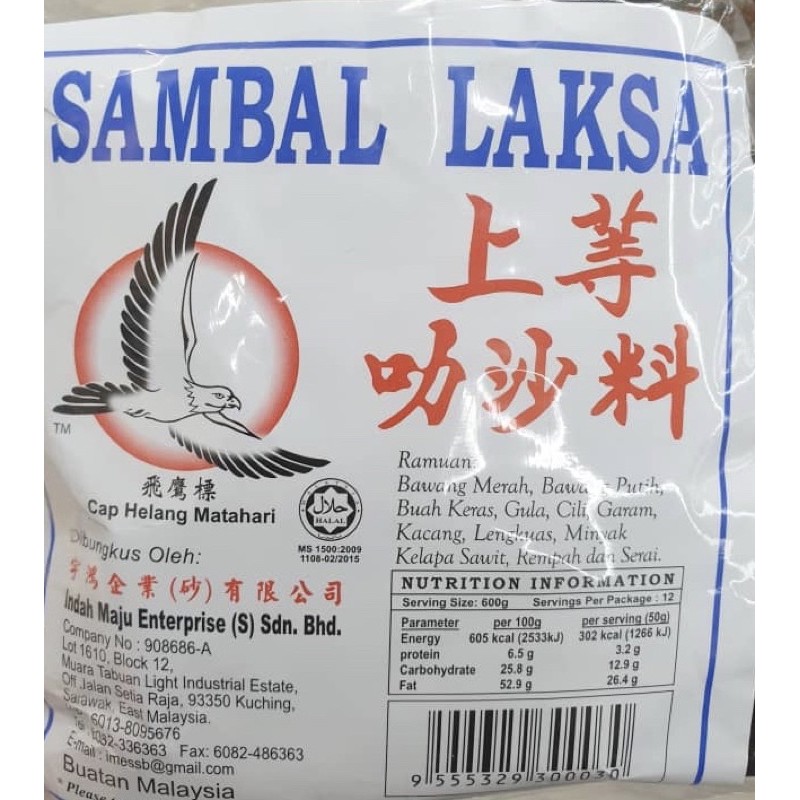 SAMBAL LAKSA
上等
叻沙料
TM
飛鷹標
Cap Helang Matahari
HALAL
حلال
MS 1500:2009
1108-02/2015
Dibungkus Oleh:
宇鴻企業(砂)有限公司
Indah Maju Enterprise (S) Sdn. Bhd.
Company No : 908686-A
Lot 1610, Block 12,
Muara Tabuan Light Industrial Estate,
Off Jalan Setia Raja, 93350 Kuching,
Sarawak, East Malaysia.
6013-8095676
6082-336363 Fax: 6082-486363
E-mail : imessb@gmail.com
Buatan Malaysia
* Please
Ramuan:
Bawang Merah, Bawang Putih,
Buah Keras, Gula, Cili, Garam,
Kacang, Lengkuas, Minyak
Kelapa Sawit, Rempah dan Serai.
NUTRITION INFORMATION
Serving Size: 600g Servings Per Package : 12
Parameter per 100g per serving (50g)
Energy 605 kcal (2533kJ) 302 kcal (1266 kJ)
protein 6.5 g 3.2 g
Carbohydrate 25.8 g 12.9 g
Fat 52.9 g 26.4 g
9 555329 300030